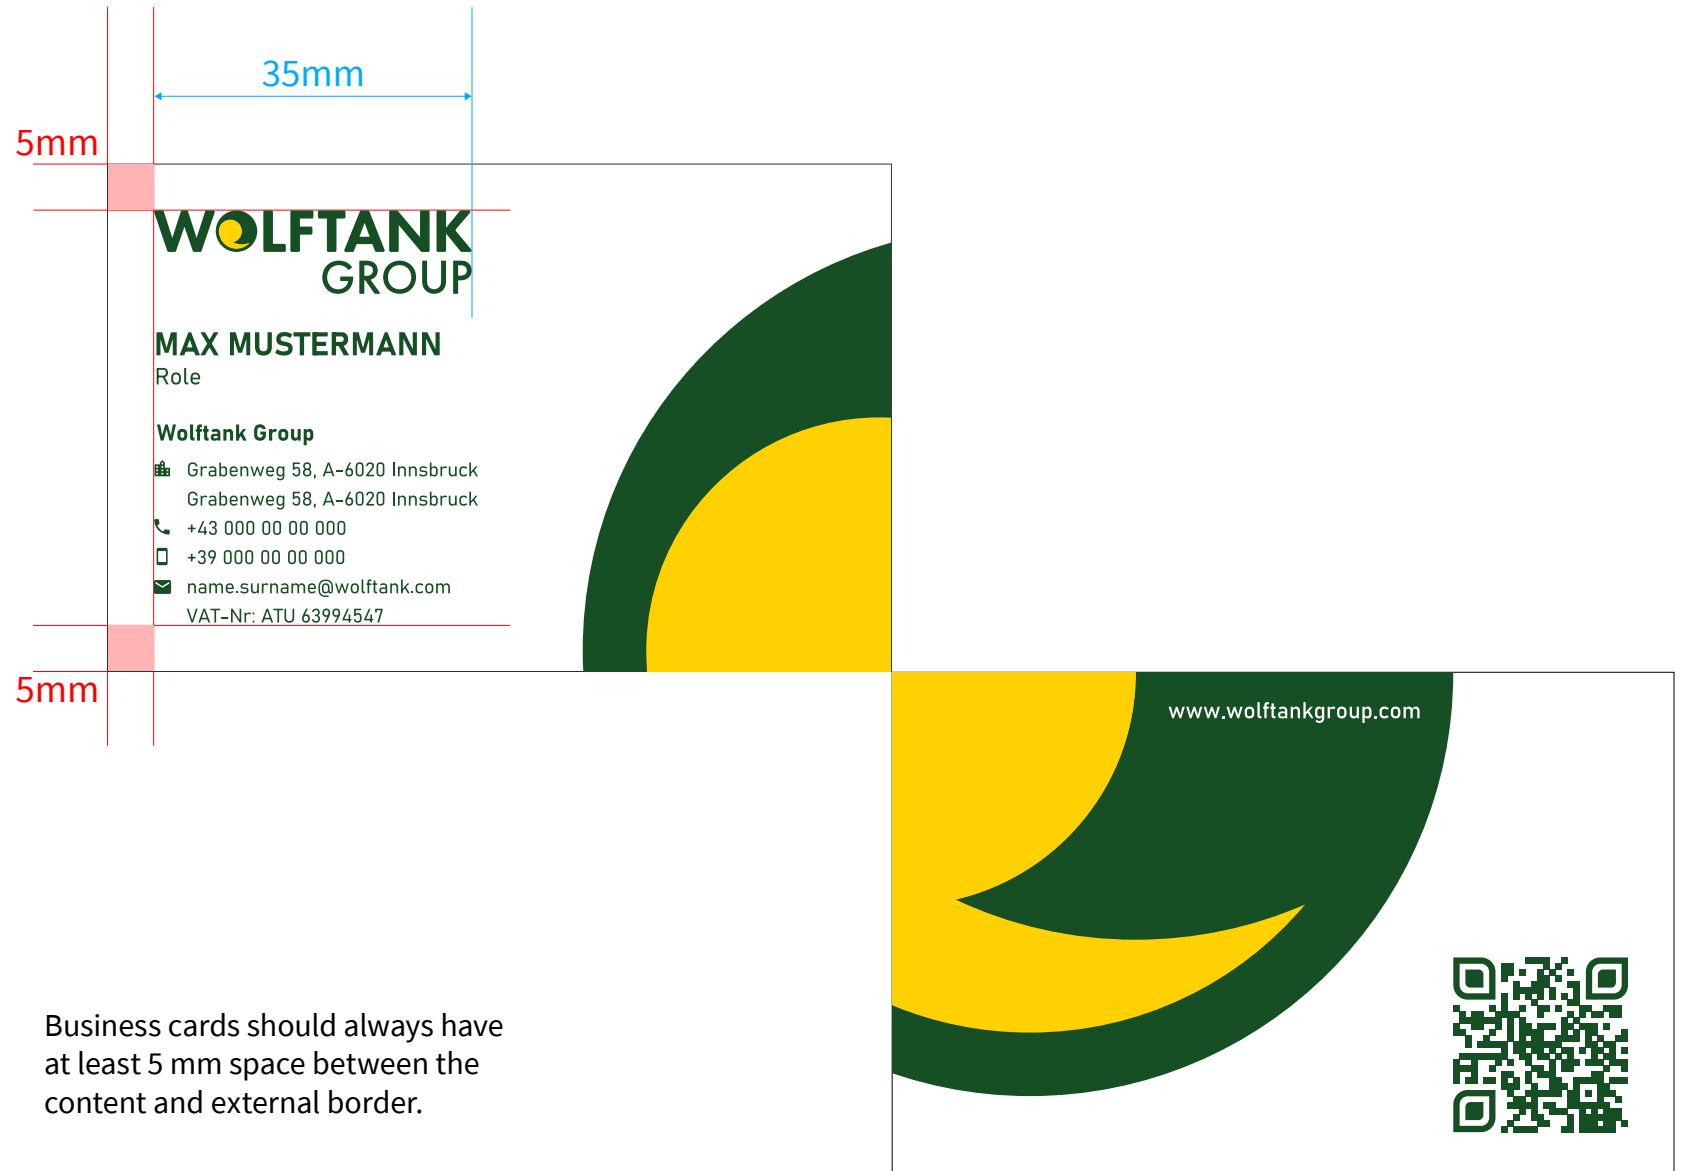 35mm
5mm
WOLFTANK
GROUP
MAX MUSTERMANN
Role
Wolftank Group
Grabenweg 58, A-6020 Innsbruck
Grabenweg 58, A-6020 Innsbruck
+43 000 00 00 000
+39 000 00 00 000
name.surname@wolftank.com
VAT-Nr: ATU 63994547
5mm
www.wolftankgroup.com
Business cards should always have
at least 5 mm space between the
content and external border.